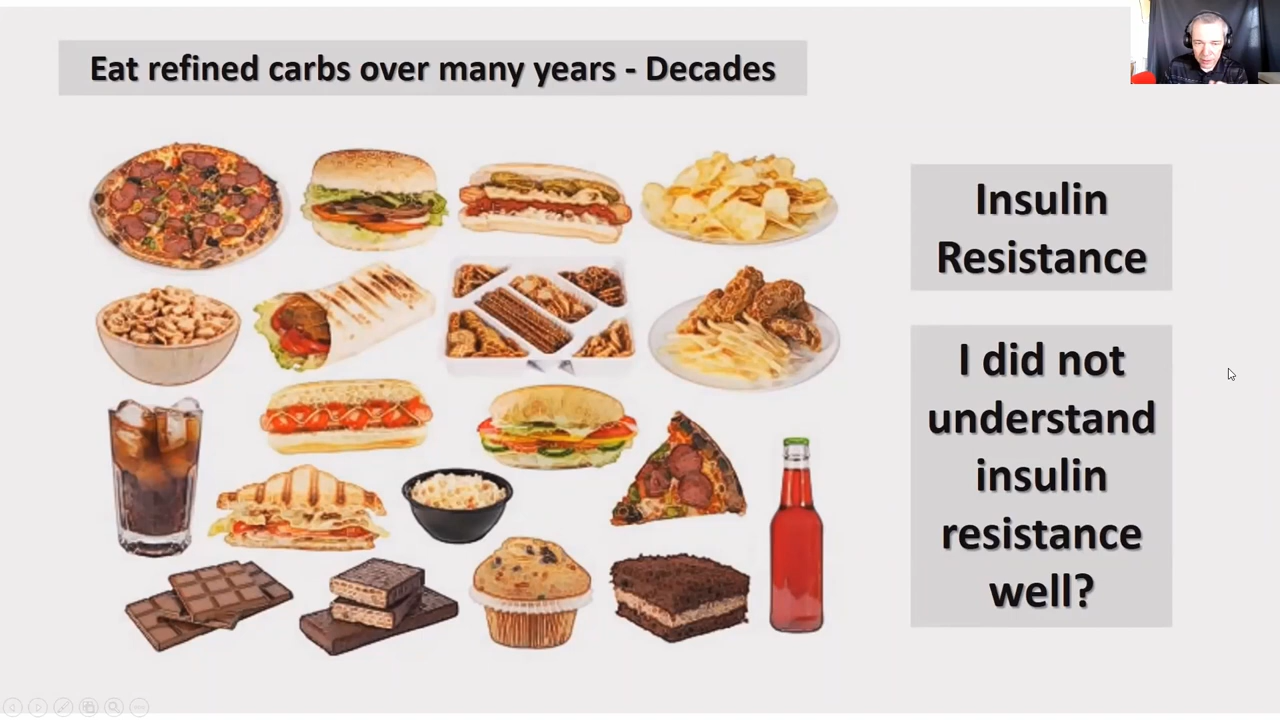 Eat refined carbs over many years - Decades
Insulin
Resistance
I did not
understand
insulin
resistance
well?